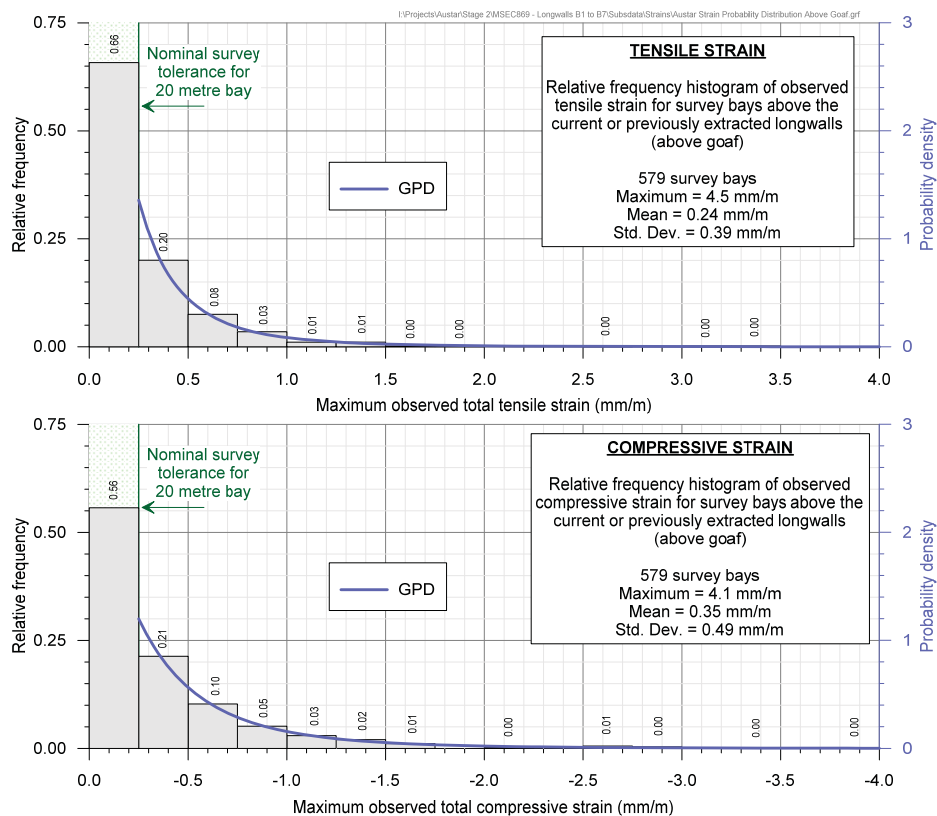 I:\Projects\Austar\Stage 2\MSEC869 - Longwalls B1 to B7\Subsdata\Strains\Austar Strain Probablity Distribution Above Goaf.grf
0.75
0.50
0.25
0.00
Relative frequency
3
2
1
0
Probability density
0.66
0.20
0.08
0.03
0.01
0.01
0.00
0.00
0.00
0.00
0.00
Nominal survey
tolerance for
20 metre bay
GPD
TENSILE STRAIN
Relative frequency histogram of observed
tensile strain for survey bays above the
current or previously extracted longwalls
(above goaf)
579 survey bays
Maximum = 4.5 mm/m
Mean = 0.24 mm/m
Std. Dev. = 0.39 mm/m
0.0 0.5 1.0 1.5 2.0 2.5 3.0 3.5 4.0
Maximum observed total tensile strain (mm/m)
0.75
0.50
0.25
0.00
Relative frequency
3
2
1
0
Probability density
0.56
0.21
0.10
0.05
0.03
0.02
0.01
0.00
0.01
0.00
0.00
0.00
Nominal survey
tolerance for
20 metre bay
GPD
COMPRESSIVE STRAIN
Relative frequency histogram of observed
compressive strain for survey bays above the
current or previously extracted longwalls
(above goaf)
579 survey bays
Maximum = 4.1 mm/m
Mean = 0.35 mm/m
Std. Dev. = 0.49 mm/m
0.0 -0.5 -1.0 -1.5 -2.0 -2.5 -3.0 -3.5 -4.0
Maximum observed total compressive strain (mm/m)